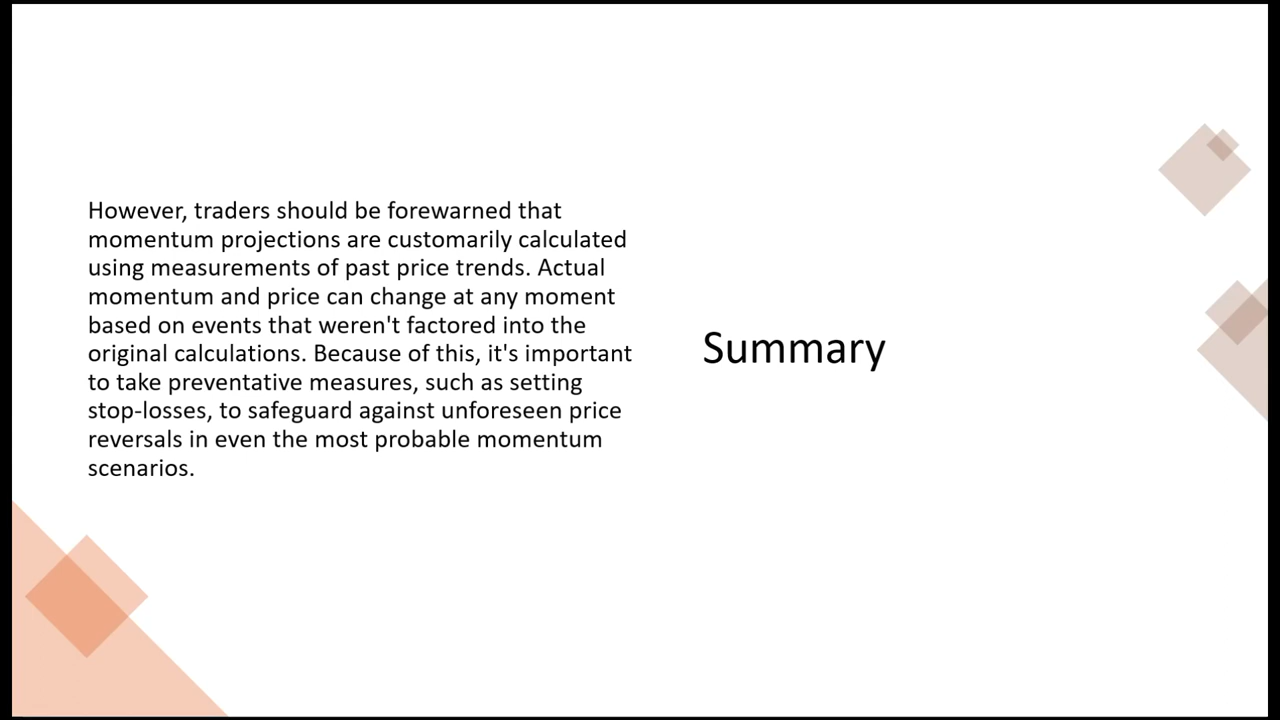 However, traders should be forewarned that
momentum projections are customarily calculated
using measurements of past price trends. Actual
momentum and price can change at any moment
based on events that weren't factored into the
original calculations. Because of this, it's important
to take preventative measures, such as setting
stop-losses, to safeguard against unforeseen price
reversals in even the most probable momentum
scenarios.
Summary